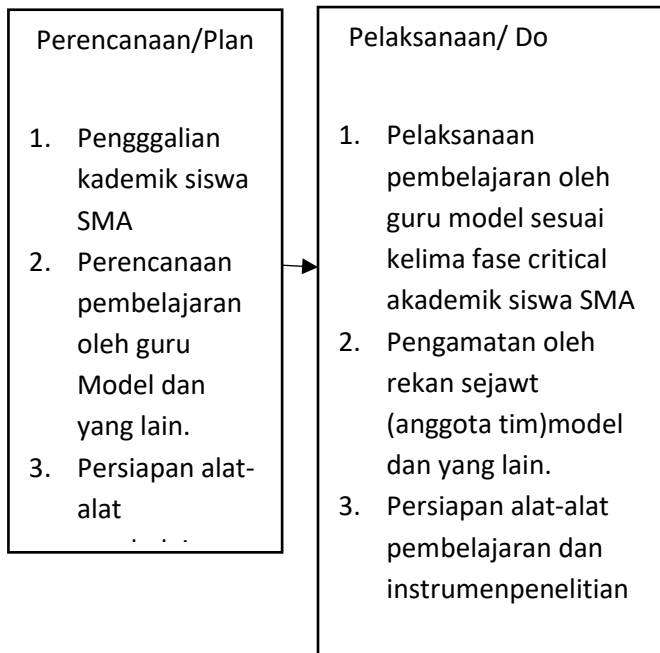 Perencanaan/Plan
1. Pengggalian
kademik siswa
SMA
2. Perencanaan
pembelajaran
oleh guru
Model dan
yang lain.
3. Persiapan alat-
alat
Pelaksanaan/ Do
1. Pelaksanaan
pembelajaran oleh
guru model sesuai
kelima fase critical
akademik siswa SMA
2. Pengamatan oleh
rekan sejawt
(anggota tim)model
dan yang lain.
3. Persiapan alat-alat
pembelajaran dan
instrumenpenelitian